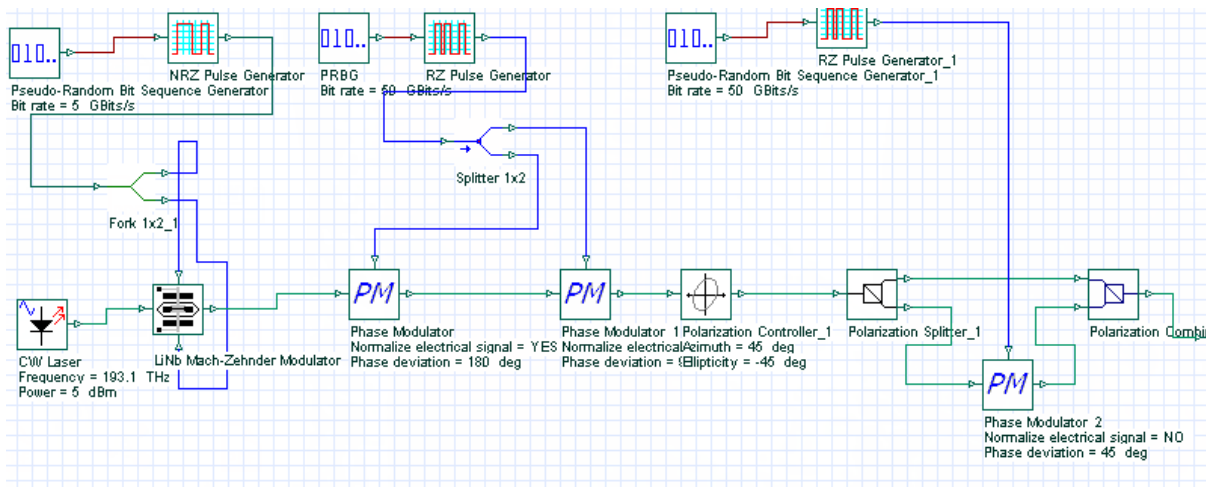 010..
NRZ Pulse Generator
Pseudo-Random Bit Sequence Generator
Bit rate = 5 GBits/s
010..
PRBG
RZ Pulse Generator
Bit rate = 50 GBits/s
010..
RZ Pulse Generator_1
Pseudo-Random Bit Sequence Generator_1
Bit rate = 50 GBits/s
Fork 1x2_1
Splitter 1x2
CW Laser
Frequency = 193.1 THz
Power = 5 dBm
LiNb Mach-Zehnder Modulator
PM
Phase Modulator
Normalize electrical signal = YES
Phase deviation = 180 deg
PM
Phase Modulator 1
Normalize electrical
Phase deviation =
Polarization Controller_1
Azimuth = 45 deg
Ellipticity = -45 deg
Polarization Splitter_1
Polarization Combin
PM
Phase Modulator 2
Normalize electrical signal = NO
Phase deviation = 45 deg